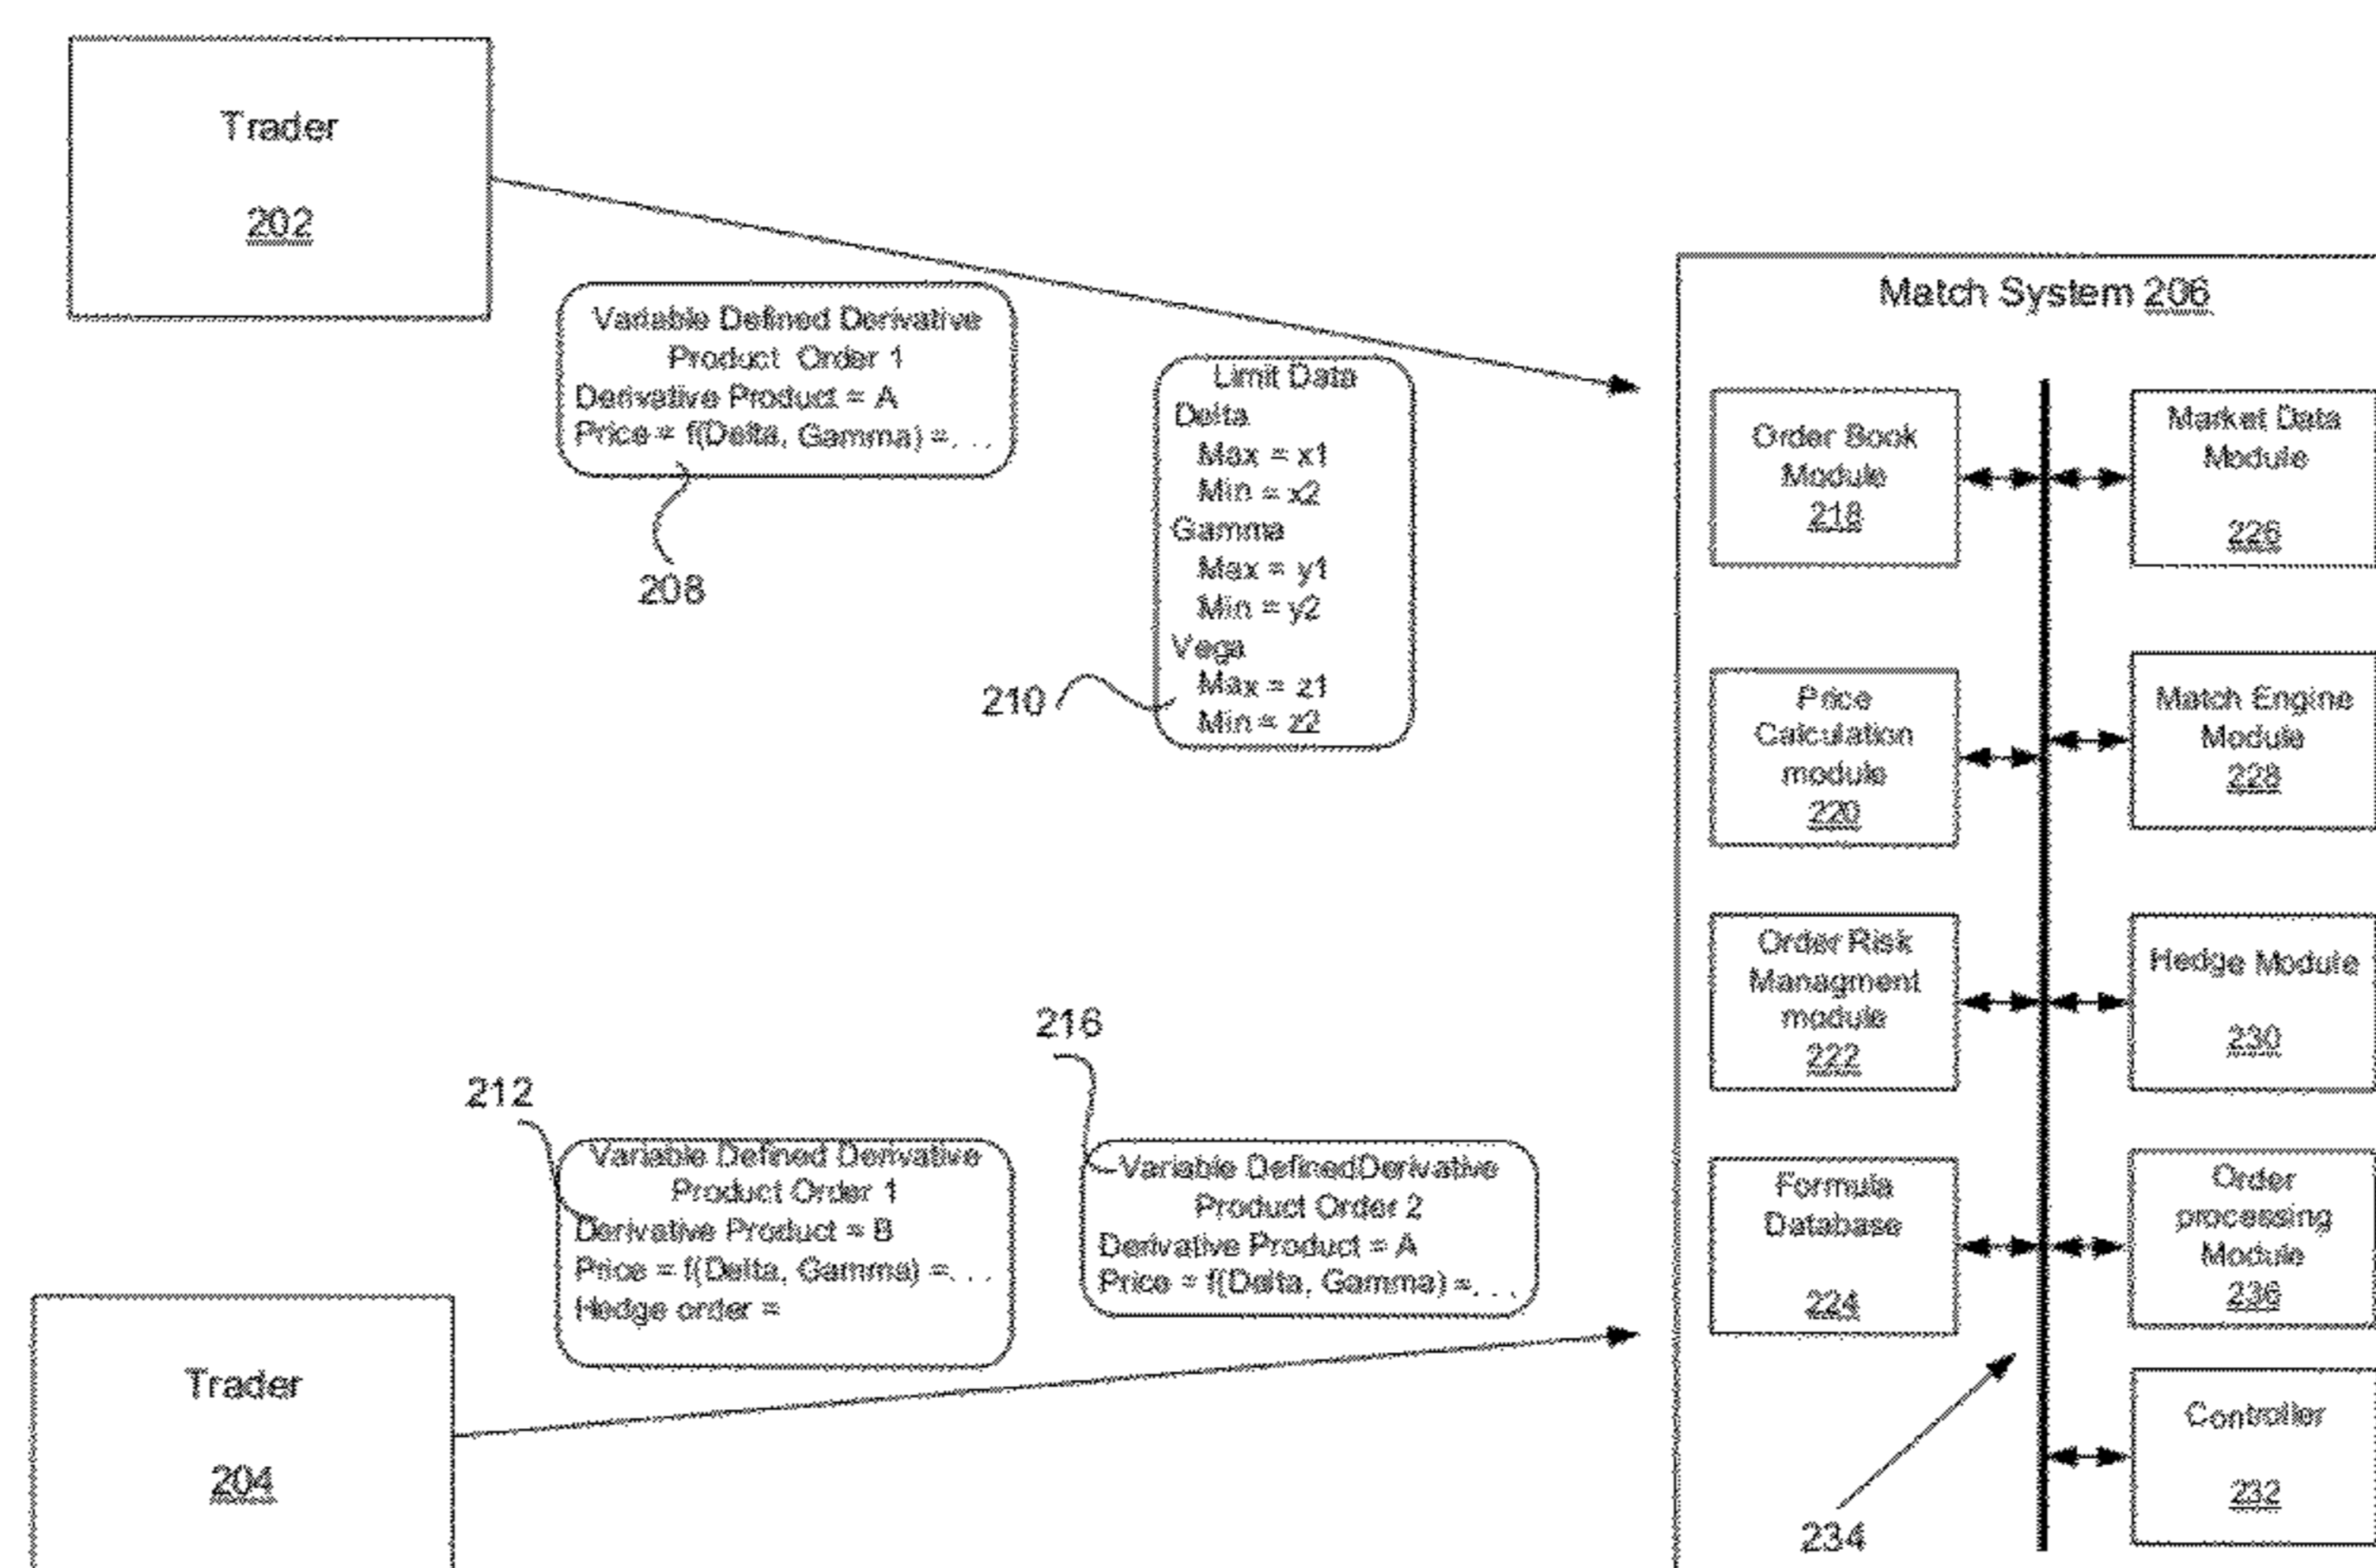 Trader
202
Variable Defined Derivative
Product Order 1
Derivative Product = A
Price = f(Delta, Gamma) =. . .
208
Limit Data
Delta
Max = x1
Min = x2
Gamma
Max = y1
Min = y2
Vega
Max = z1
Min = z2
210
Match System 206
Order Book
Module
218
Market Data
Module
226
Price
Calculation
module
220
Match Engine
Module
228
Order Risk
Managment
module
222
Hedge Module
230
Formula
Database
224
Order
processing
Module
236
Controller
232
234
212
Variable Defined Derivative
Product Order 1
Derivative Product = B
Price = f(Delta, Gamma) =. . .
Hedge order =
216
Variable DefinedDerivative
Product Order 2
Derivative Product = A
Price = f(Delta, Gamma) =. . .
Trader
204